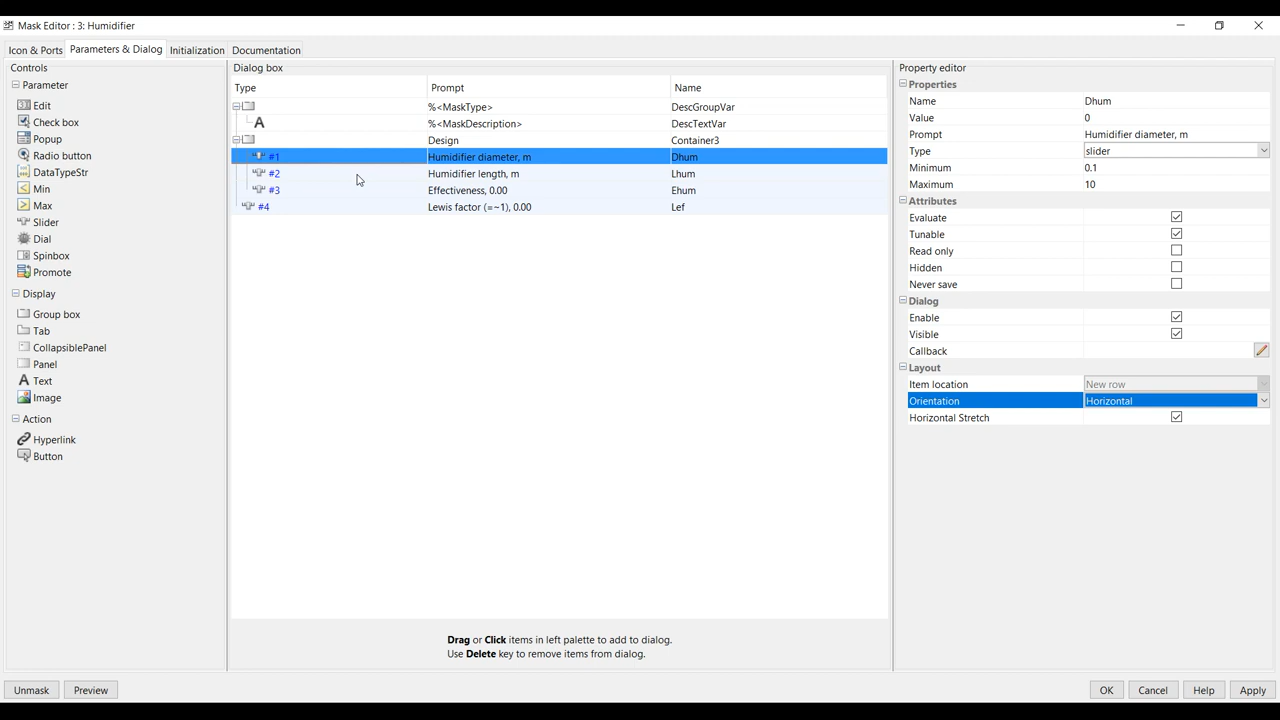 Mask Editor : 3: Humidifier
Icon & Ports
Parameters & Dialog
Initialization
Documentation
Controls
Parameter
Edit
Check box
Popup
Radio button
DataTypeStr
Min
Max
Slider
Dial
Spinbox
Promote
Display
Group box
Tab
CollapsiblePanel
Panel
Text
Image
Action
Hyperlink
Button
Dialog box
Type Prompt Name
%<MaskType> DescGroupVar
A %<MaskDescription> DescTextVar
Design Container3
#1 Humidifier diameter, m Dhum
#2 Humidifier length, m Lhum
#3 Effectiveness, 0.00 Ehum
#4 Lewis factor (=~1), 0.00 Lef
Drag or Click items in left palette to add to dialog.
Use Delete key to remove items from dialog.
Property editor
Properties
Name Dhum
Value 0
Prompt Humidifier diameter, m
Type slider
Minimum 0.1
Maximum 10
Attributes
Evaluate
Tunable
Read only
Hidden
Never save
Dialog
Enable
Visible
Callback
Layout
Item location New row
Orientation Horizontal
Horizontal Stretch
Unmask
Preview
OK
Cancel
Help
Apply